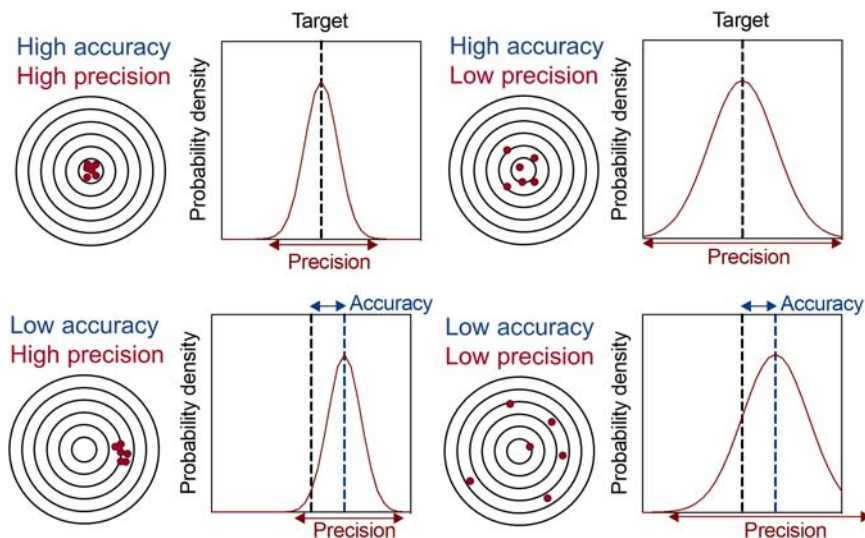 Target
High accuracy
High precision
Probability density
Precision
Target
High accuracy
Low precision
Probability density
Precision
Accuracy
Low accuracy
High precision
Probability density
Precision
Accuracy
Low accuracy
Low precision
Probability density
Precision